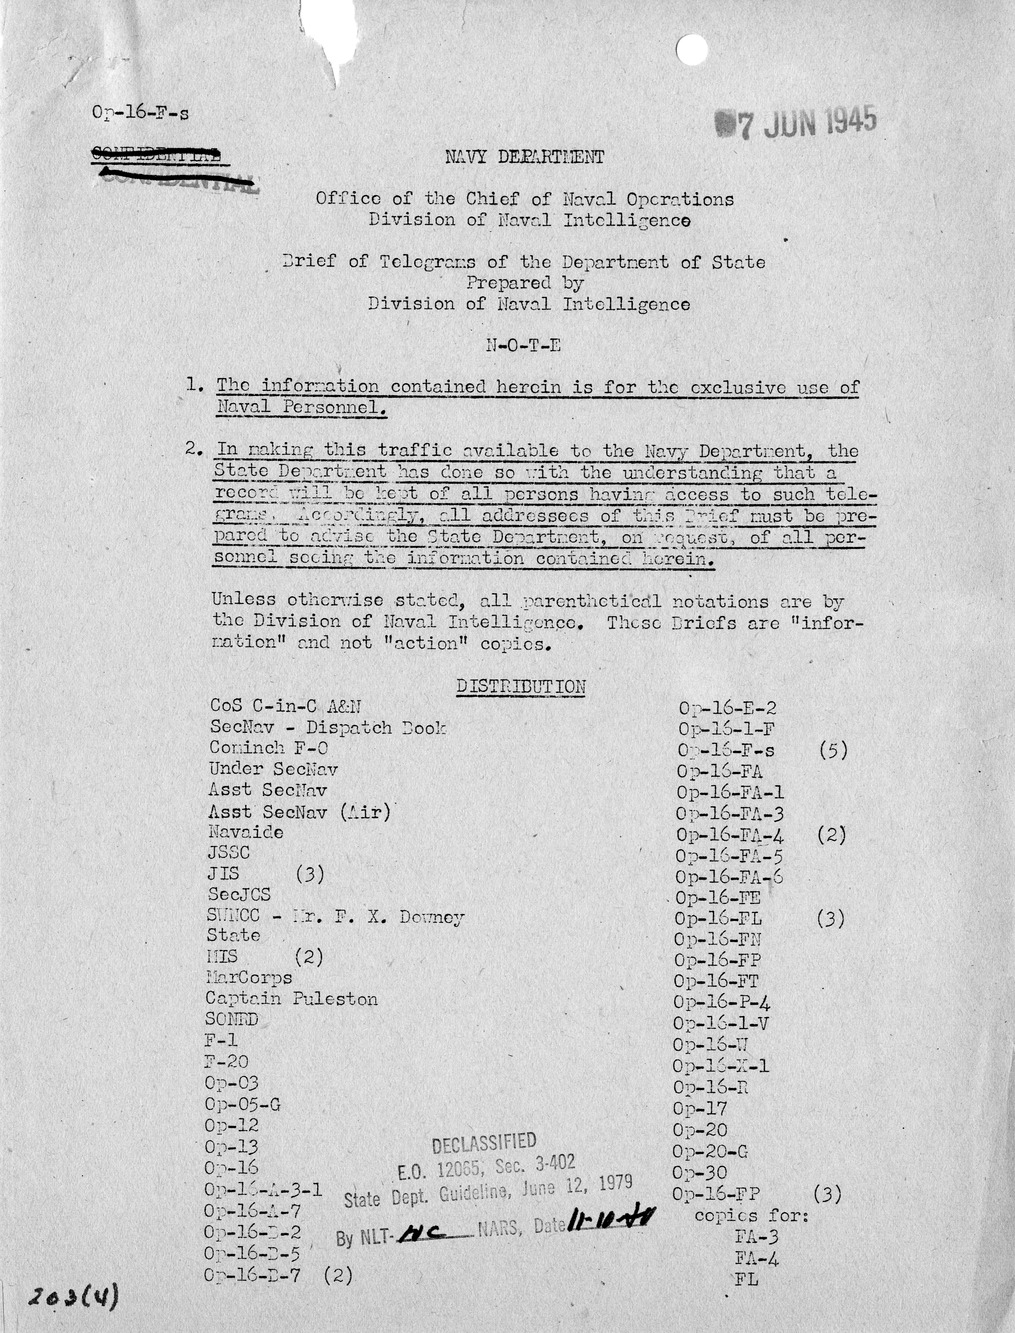 Op-16-F-s
7 JUN 1945
CONFIDENTIAL
CONFIDENTIAL
NAVY DEPARTMENT
Office of the Chief of Naval Operations
Division of Naval Intelligence
Brief of Telegrams of the Department of State
Prepared by
Division of Naval Intelligence
N-O-T-E
1. The information contained herein is for the exclusive use of
Naval Personnel.
2. In making this traffic available to the Navy Department, the
State Department has done so with the understanding that a
record will be kept of all persons having access to such tele-
grams. Accordingly, all addressees of this Brief must be pre-
pared to advise the State Department, on request, of all per-
sonnel seeing the information contained herein.
Unless otherwise stated, all parenthetical notations are by
the Division of Naval Intelligence. These Briefs are "infor-
mation" and not "action" copies.
DISTRIBUTION
CoS C-in-C A&N
SecNav - Dispatch Book
Cominch F-0
Under SecNav
Asst SecNav
Asst SecNav (Air)
Navaide
JSSC
JIS (3)
SecJCS
SWNCC - Mr. F. X. Downey
State
MIS (2)
MarCorps
Captain Puleston
SONRD
F-1
F-20
Op-03
Op-05-G
Op-12
Op-13
Op-16
Op-16-A-3-1
Op-16-A-7
Op-16-B-2
Op-16-B-5
Op-16-B-7 (2)
Op-16-E-2
Op-16-1-F
Op-16-F-s (5)
Op-16-FA
Op-16-FA-1
Op-16-FA-3
Op-16-FA-4 (2)
Op-16-FA-5
Op-16-FA-6
Op-16-FE
Op-16-FL (3)
Op-16-FN
Op-16-FP
Op-16-FT
Op-16-P-4
Op-16-1-V
Op-16-W
Op-16-X-1
Op-16-R
Op-17
Op-20
Op-20-G
Op-30
Op-16-FP (3)
copies for:
FA-3
FA-4
FL
DECLASSIFIED
E.O. 12065, Sec. 3-402
State Dept. Guideline, June 12, 1979
By NLT-HC NARS, Date 11-10-80
203(4)